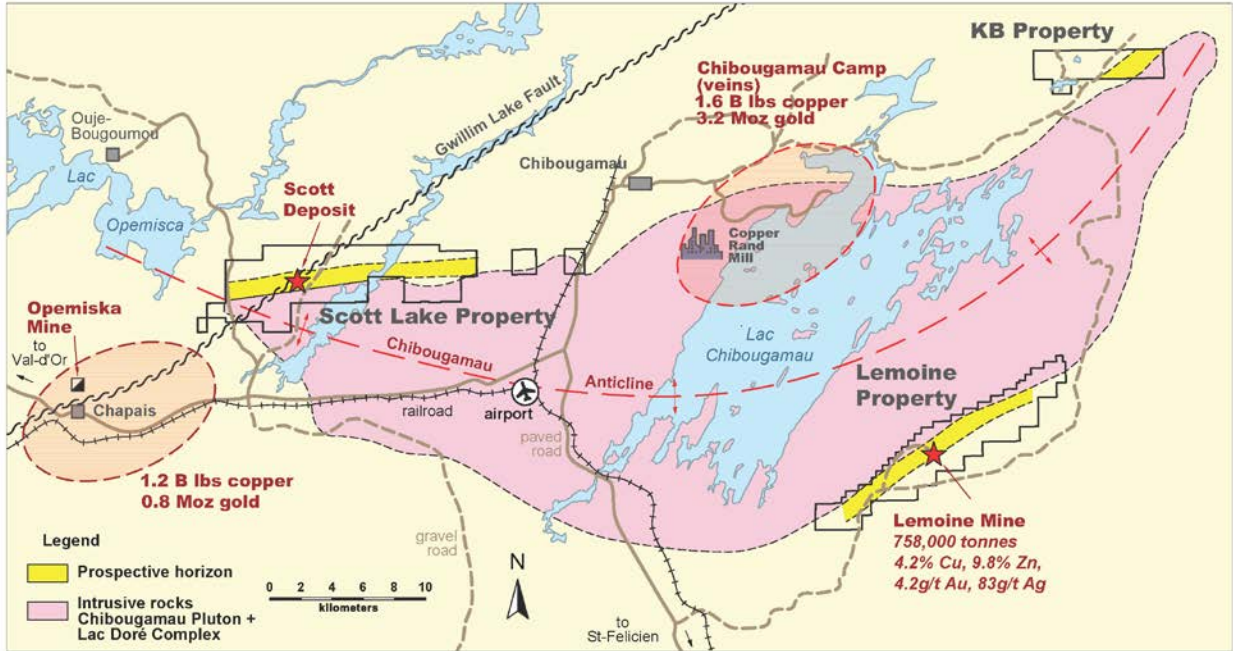 KB Property
Chibougamau Camp
(veins)
1.6 B lbs copper
3.2 Moz gold
Ouje-
Bougoumou
Gwillim Lake Fault
Chibougamau
Lac
Opemisca
Scott
Deposit
Copper
Rand
Mill
Opemiska
Mine
to
Val-d'Or
Scott Lake Property
Lac
Chibougamau
Chibougamau
Anticline
Lemoine
Property
Chapais
railroad
airport
paved
road
1.2 B lbs copper
0.8 Moz gold
gravel
road
Lemoine Mine
758,000 tonnes
4.2% Cu, 9.8% Zn,
4.2g/t Au, 83g/t Ag
Legend
Prospective horizon
Intrusive rocks
Chibougamau Pluton +
Lac Doré Complex
0 2 4 6 8 10
kilometers
N
to
St-Felicien